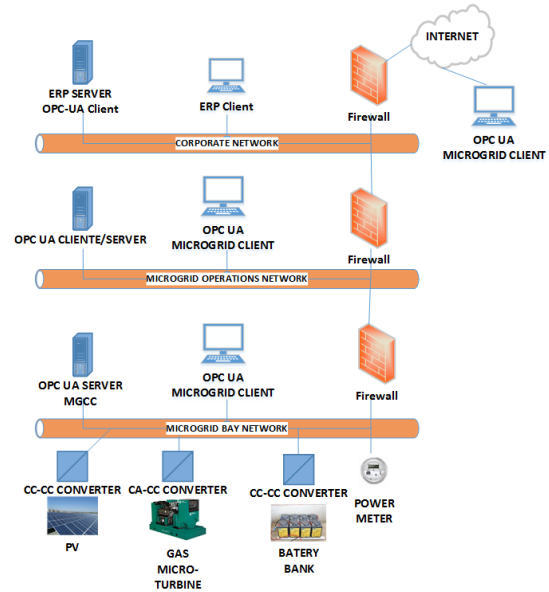 INTERNET
ERP SERVER
OPC-UA Client
ERP Client
Firewall
OPC UA
MICROGRID CLIENT
CORPORATE NETWORK
OPC UA CLIENTE/SERVER
OPC UA
MICROGRID CLIENT
Firewall
MICROGRID OPERATIONS NETWORK
OPC UA SERVER
MGCC
OPC UA
MICROGRID CLIENT
Firewall
MICROGRID BAY NETWORK
CC-CC CONVERTER
PV
CA-CC CONVERTER
GAS
MICRO-
TURBINE
CC-CC CONVERTER
BATERY
BANK
POWER
METER